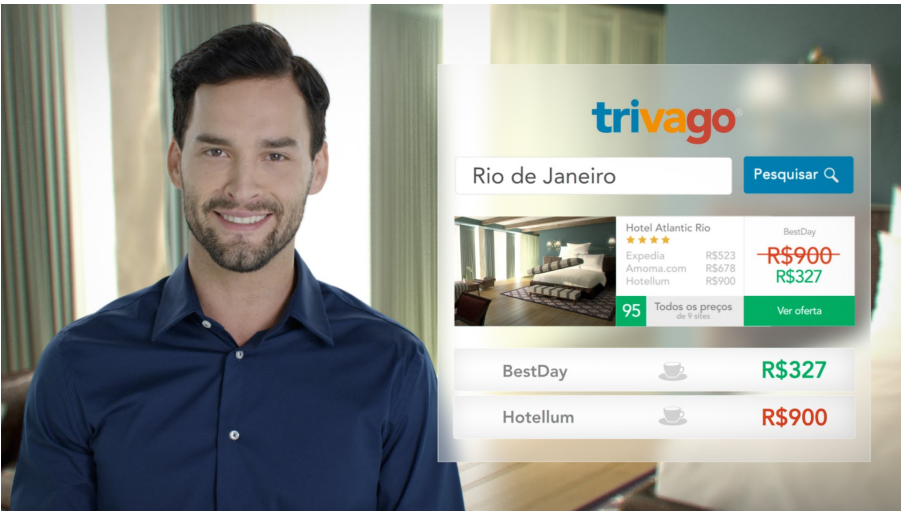 trivago
Rio de Janeiro
Pesquisar
Hotel Atlantic Rio
Expedia R$523
Amoma.com R$678
Hotellum R$900
95
Todos os preços
de 9 sites
BestDay
R$900
R$327
Ver oferta
BestDay R$327
Hotellum R$900